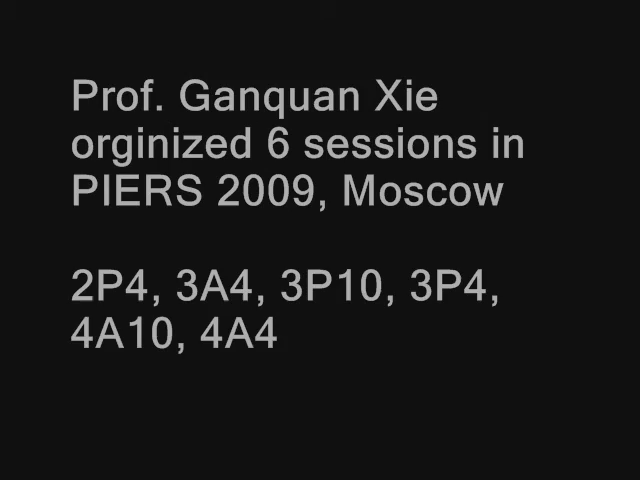 Prof. Ganquan Xie
orginized 6 sessions in
PIERS 2009, Moscow
2P4, 3A4, 3P10, 3P4,
4A10, 4A4